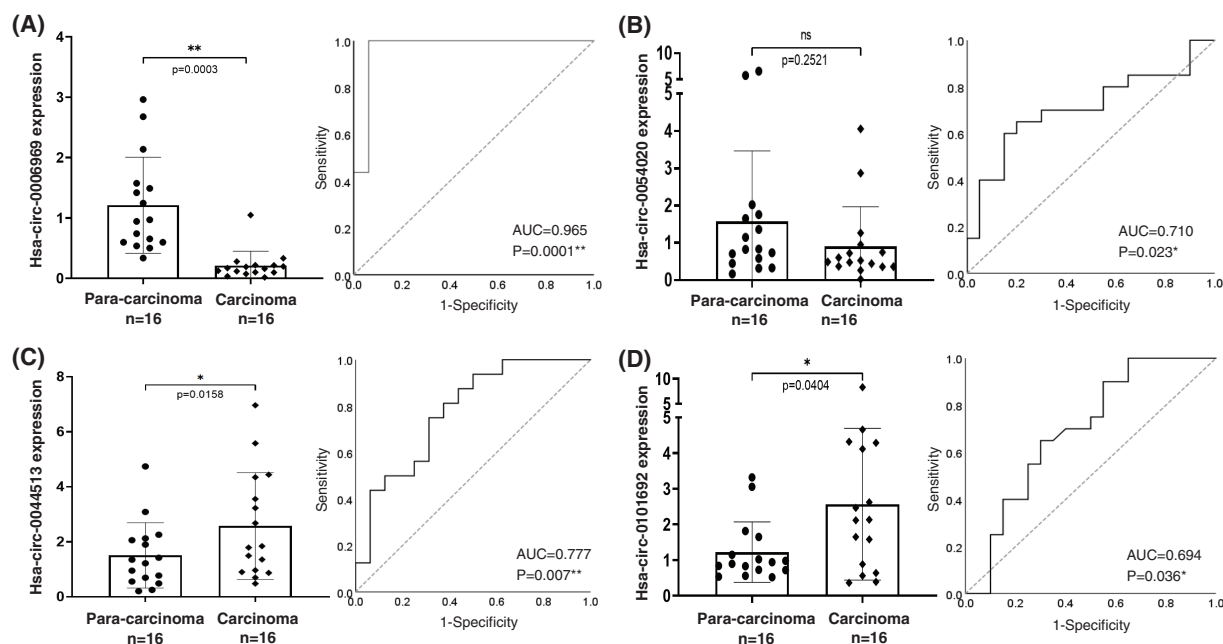 (A)
Hsa-circ-0006969 expression
4
3
2
1
0
**
p=0.0003
Para-carcinoma
n=16
Carcinoma
n=16
Sensitivity
1.0
0.8
0.6
0.4
0.2
0.0
AUC=0.965
P=0.0001**
0.0 0.2 0.4 0.6 0.8 1.0
1-Specificity
(B)
Hsa-circ-0054020 expression
10
5
5
4
3
2
1
0
ns
p=0.2521
Para-carcinoma
n=16
Carcinoma
n=16
Sensitivity
1.0
0.8
0.6
0.4
0.2
0.0
AUC=0.710
P=0.023*
0.0 0.2 0.4 0.6 0.8 1.0
1-Specificity
(C)
Hsa-circ-0044513 expression
8
6
4
2
0
*
p=0.0158
Para-carcinoma
n=16
Carcinoma
n=16
Sensitivity
1.0
0.8
0.6
0.4
0.2
0.0
AUC=0.777
P=0.007**
0.0 0.2 0.4 0.6 0.8 1.0
1-Specificity
(D)
Hsa-circ-0101692 expression
10
5
5
4
3
2
1
0
*
p=0.0404
Para-carcinoma
n=16
Carcinoma
n=16
Sensitivity
1.0
0.8
0.6
0.4
0.2
0.0
AUC=0.694
P=0.036*
0.0 0.2 0.4 0.6 0.8 1.0
1-Specificity